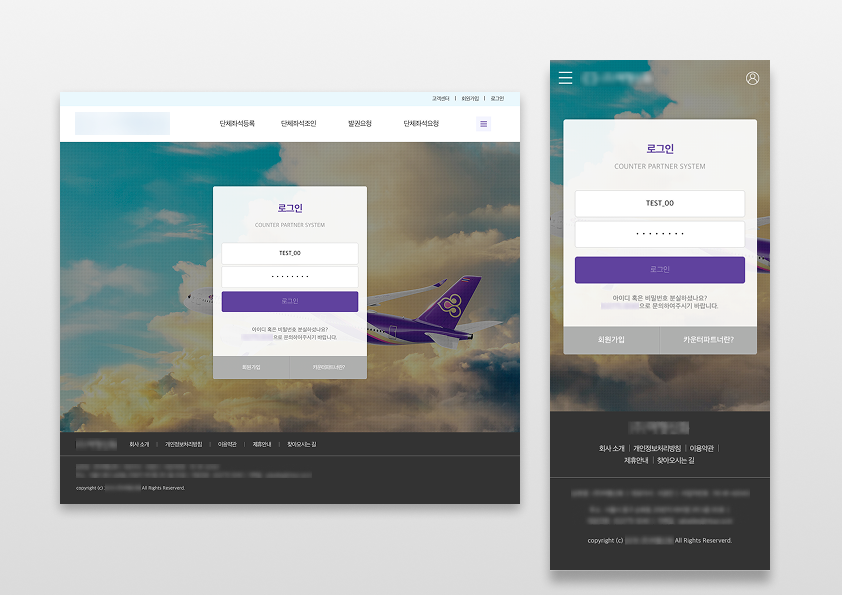 고객센터 | 회원가입 | 로그인
단체좌석등록 단체좌석조인 발권요청 단체좌석요청
로그인
COUNTER PARTNER SYSTEM
TEST_00
• • • • • • • •
로그인
아이디 혹은 비밀번호 분실하셨나요?
으로 문의하여주시기 바랍니다.
회원가입 카운터파트너란?
회사 소개 | 개인정보처리방침 | 이용약관 | 제휴안내 | 찾아오시는 길
copyright (c) All Rights Reserverd.
로그인
COUNTER PARTNER SYSTEM
TEST_00
• • • • • • • •
로그인
아이디 혹은 비밀번호 분실하셨나요?
으로 문의하여주시기 바랍니다.
회원가입 카운터파트너란?
회사 소개 | 개인정보처리방침 | 이용약관 |
제휴안내 | 찾아오시는 길
copyright (c) All Rights Reserverd.